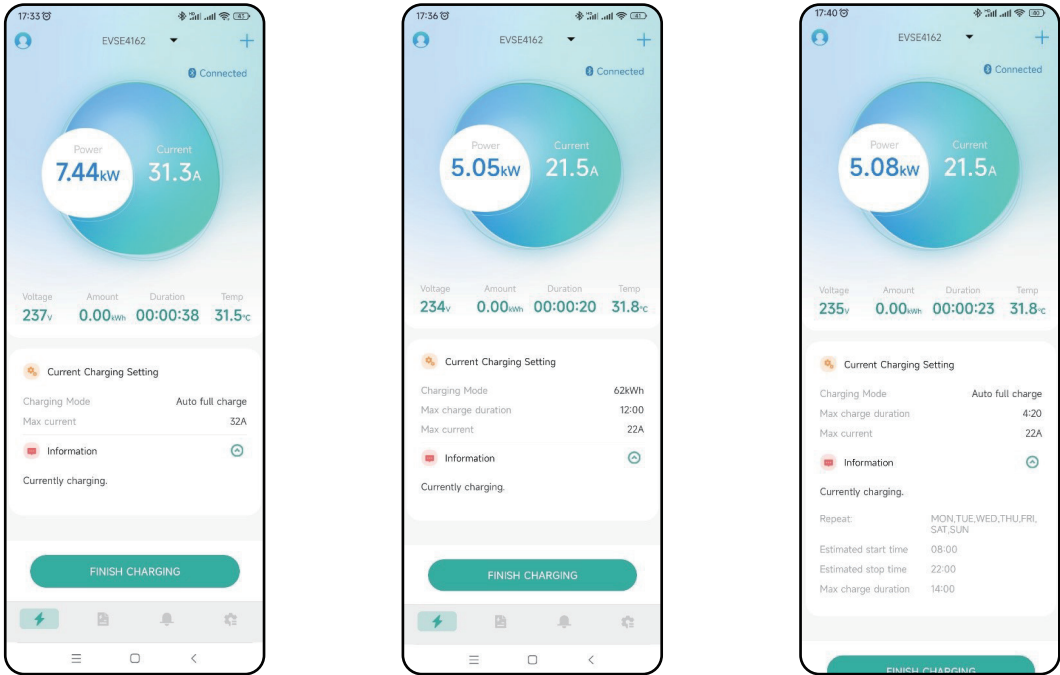 17:33
41
EVSE4162
Connected
Power
Current
7.44kW
31.3A
Voltage Amount Duration Temp
237V 0.00kWh 00:00:38 31.5°C
Current Charging Setting
Charging Mode Auto full charge
Max current 32A
Information
Currently charging.
FINISH CHARGING
17:36
41
EVSE4162
Connected
Power
Current
5.05kW
21.5A
Voltage Amount Duration Temp
234V 0.00kWh 00:00:20 31.8°C
Current Charging Setting
Charging Mode 62kWh
Max charge duration 12:00
Max current 22A
Information
Currently charging.
FINISH CHARGING
17:40
40
EVSE4162
Connected
Power
Current
5.08kW
21.5A
Voltage Amount Duration Temp
235V 0.00kWh 00:00:23 31.8°C
Current Charging Setting
Charging Mode Auto full charge
Max charge duration 4:20
Max current 22A
Information
Currently charging.
Repeat: MON,TUE,WED,THU,FRI,
SAT,SUN
Estimated start time 08:00
Estimated stop time 22:00
Max charge duration 14:00
FINISH CHARGING